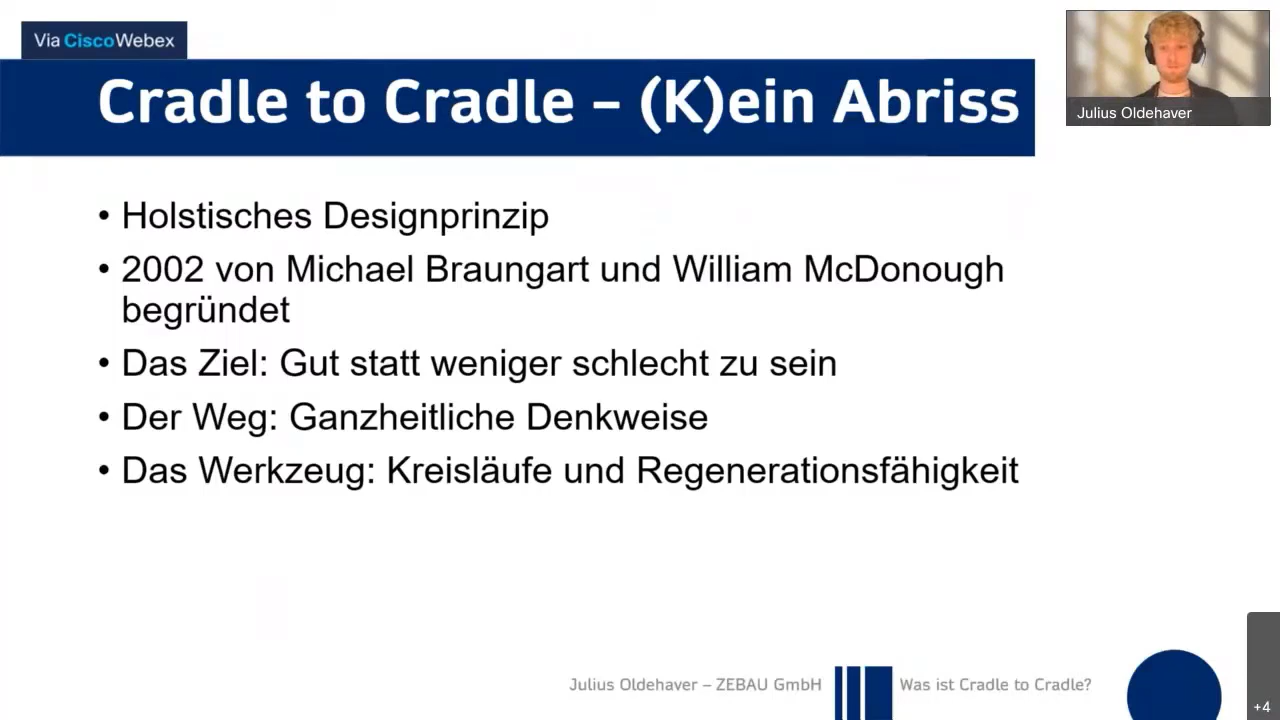 Via CiscoWebex
Cradle to Cradle – (K)ein Abriss
Julius Oldehaver
• Holstisches Designprinzip
• 2002 von Michael Braungart und William McDonough
begründet
• Das Ziel: Gut statt weniger schlecht zu sein
• Der Weg: Ganzheitliche Denkweise
• Das Werkzeug: Kreisläufe und Regenerationsfähigkeit
Julius Oldehaver – ZEBAU GmbH
Was ist Cradle to Cradle?
+4